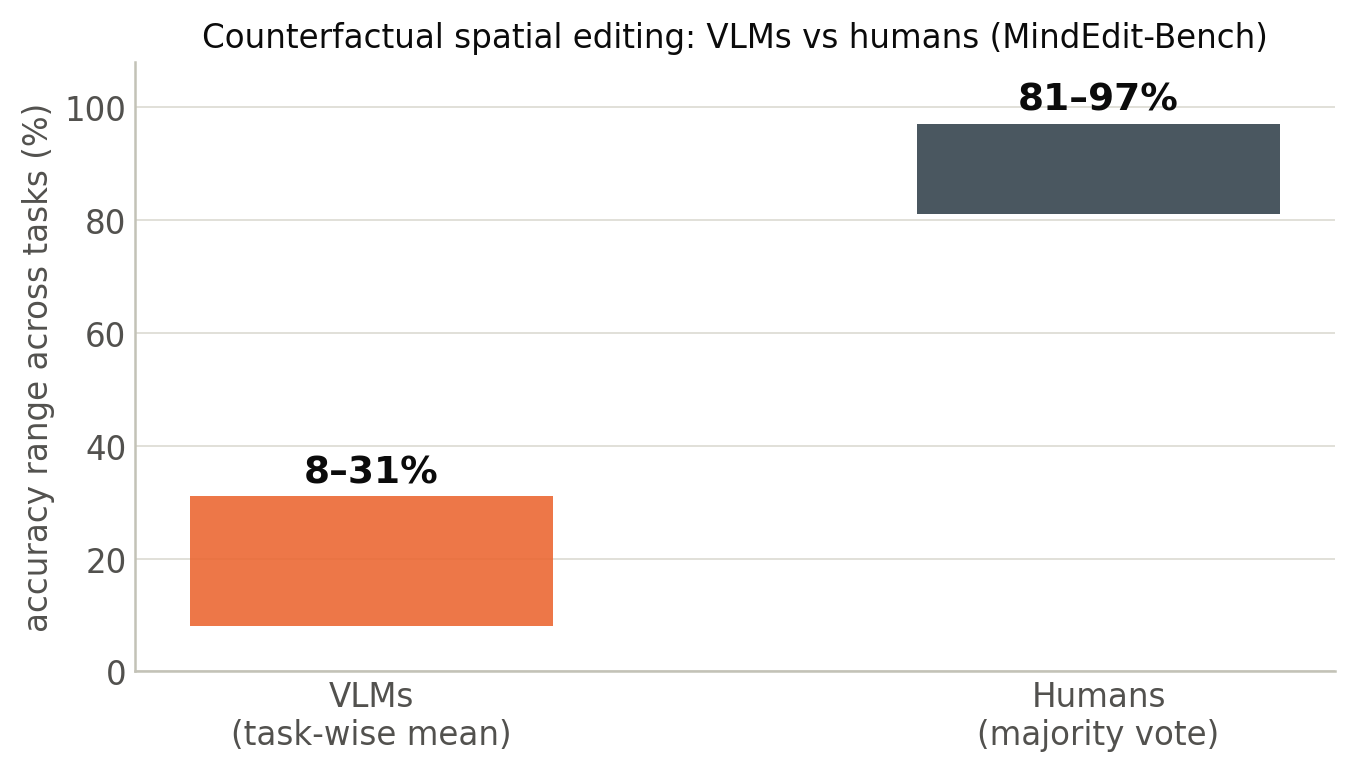 Counterfactual spatial editing: VLMs vs humans (MindEdit-Bench)
accuracy range across tasks (%)
100
80
60
40
20
0
81–97%
8–31%
VLMs
(task-wise mean)
Humans
(majority vote)